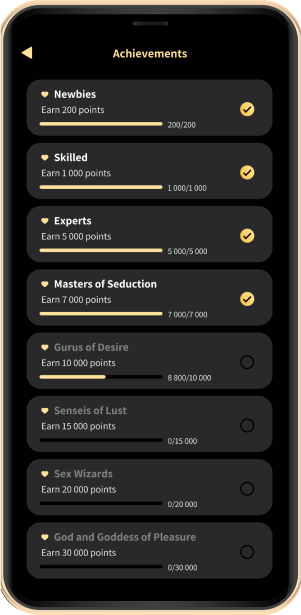 Achievements
Newbies
Earn 200 points
200/200
Skilled
Earn 1 000 points
1 000/1 000
Experts
Earn 5 000 points
5 000/5 000
Masters of Seduction
Earn 7 000 points
7 000/7 000
Gurus of Desire
Earn 10 000 points
8 800/10 000
Senseis of Lust
Earn 15 000 points
0/15 000
Sex Wizards
Earn 20 000 points
0/20 000
God and Goddess of Pleasure
Earn 30 000 points
0/30 000